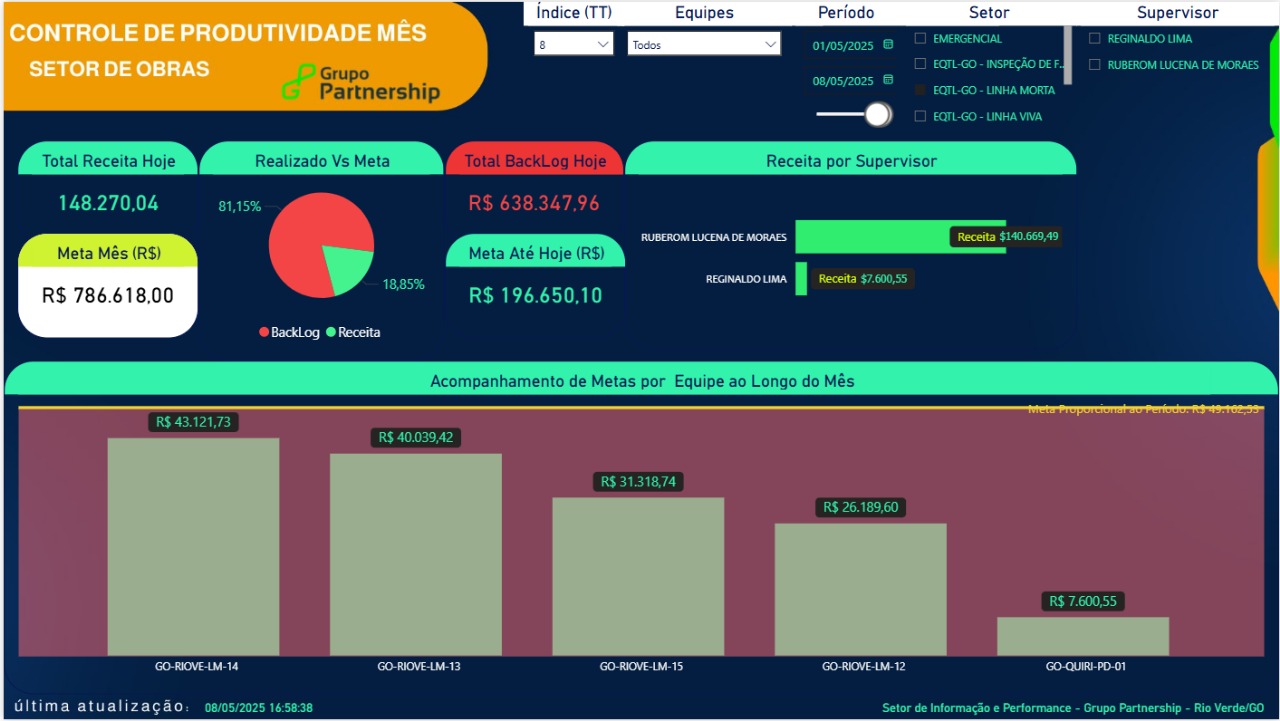 CONTROLE DE PRODUTIVIDADE MÊS
SETOR DE OBRAS
Grupo
Partnership
Índice (TT)
8
Equipes
Todos
Período
01/05/2025
08/05/2025
Setor
EMERGENCIAL
EQTL-GO - INSPEÇÃO DE F...
EQTL-GO - LINHA MORTA
EQTL-GO - LINHA VIVA
Supervisor
REGINALDO LIMA
RUBEROM LUCENA DE MORAES
Total Receita Hoje
148.270,04
Meta Mês (R$)
R$ 786.618,00
Realizado Vs Meta
81,15%
18,85%
BackLog Receita
Total BackLog Hoje
R$ 638.347,96
Meta Até Hoje (R$)
R$ 196.650,10
Receita por Supervisor
RUBEROM LUCENA DE MORAES
Receita $140.669,49
REGINALDO LIMA
Receita $7.600,55
Acompanhamento de Metas por Equipe ao Longo do Mês
Meta Proporcional ao Período: R$ 49.162,53
R$ 43.121,73
R$ 40.039,42
R$ 31.318,74
R$ 26.189,60
R$ 7.600,55
GO-RIOVE-LM-14
GO-RIOVE-LM-13
GO-RIOVE-LM-15
GO-RIOVE-LM-12
GO-QUIRI-PD-01
última atualização: 08/05/2025 16:58:38
Setor de Informação e Performance - Grupo Partnership - Rio Verde/GO